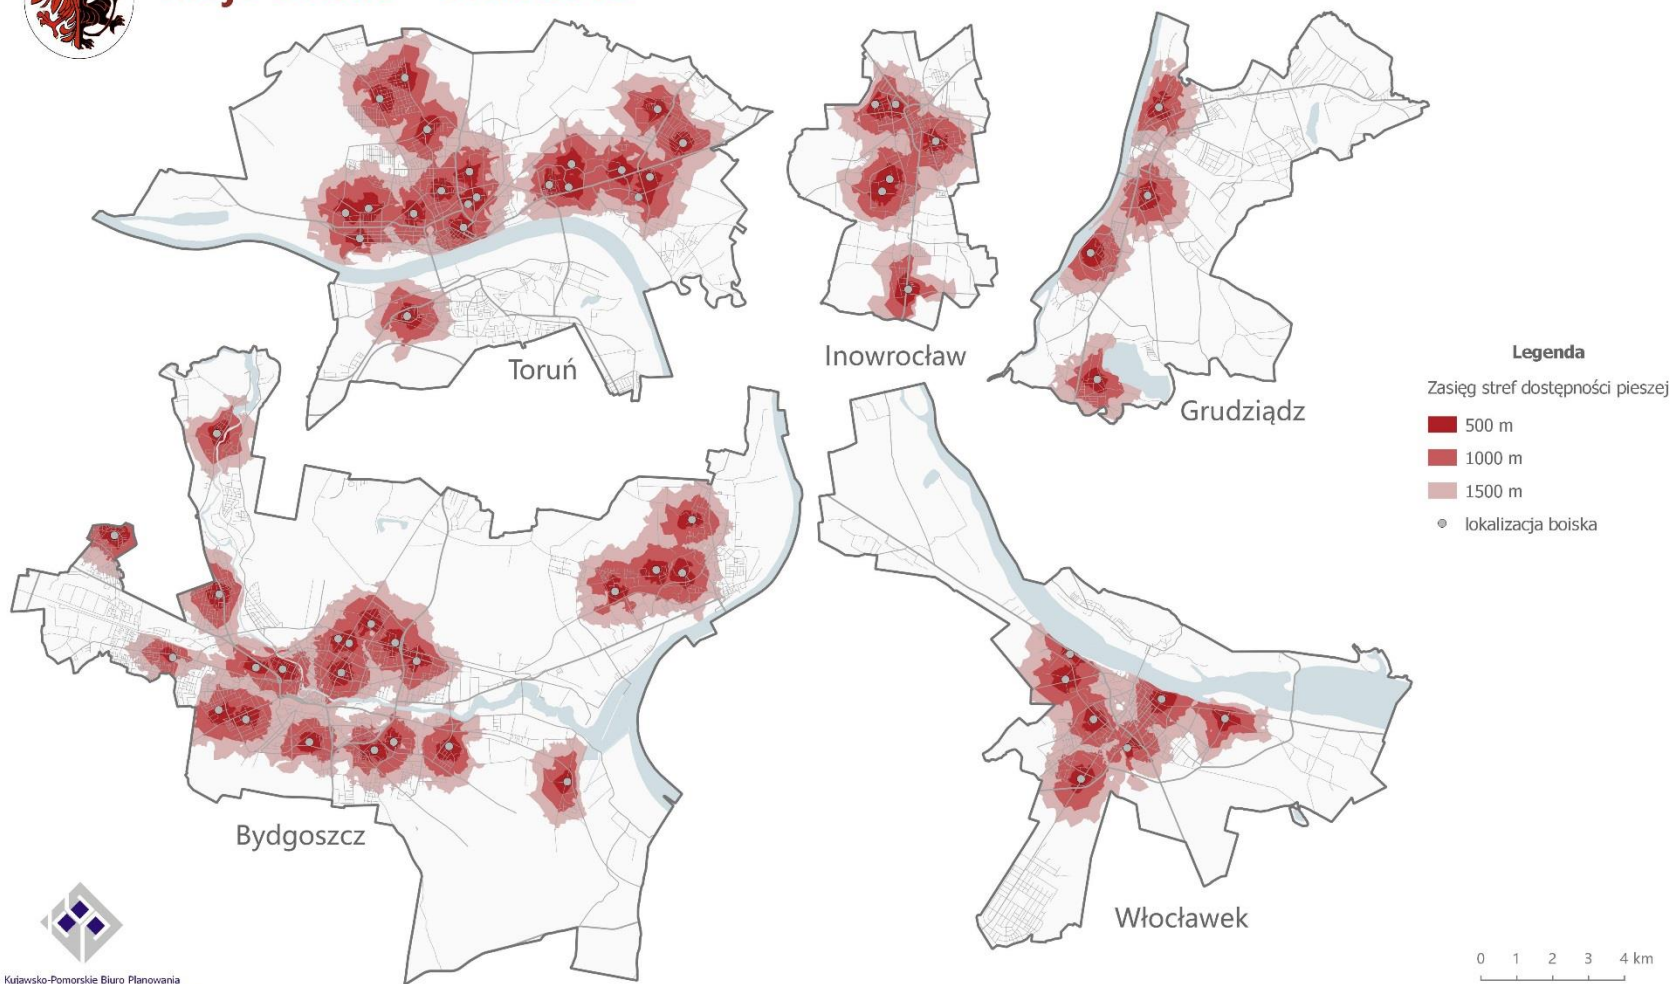 Toruń
Inowrocław
Grudziądz
Legenda
Zasięg stref dostępności pieszej
500 m
1000 m
1500 m
lokalizacja boiska
Bydgoszcz
Włocławek
Kujawsko-Pomorskie Biuro Planowania
0 1 2 3 4 km